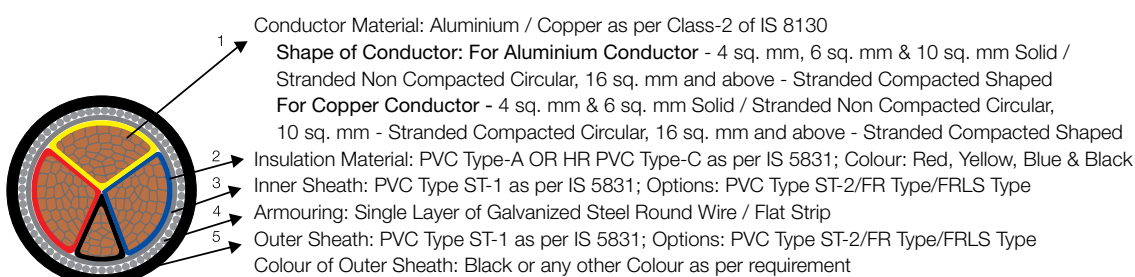 1 Conductor Material: Aluminium / Copper as per Class-2 of IS 8130
Shape of Conductor: For Aluminium Conductor - 4 sq. mm, 6 sq. mm & 10 sq. mm Solid /
Stranded Non Compacted Circular, 16 sq. mm and above - Stranded Compacted Shaped
For Copper Conductor - 4 sq. mm & 6 sq. mm Solid / Stranded Non Compacted Circular,
10 sq. mm - Stranded Compacted Circular, 16 sq. mm and above - Stranded Compacted Shaped
2 Insulation Material: PVC Type-A OR HR PVC Type-C as per IS 5831; Colour: Red, Yellow, Blue & Black
3 Inner Sheath: PVC Type ST-1 as per IS 5831; Options: PVC Type ST-2/FR Type/FRLS Type
4 Armouring: Single Layer of Galvanized Steel Round Wire / Flat Strip
5 Outer Sheath: PVC Type ST-1 as per IS 5831; Options: PVC Type ST-2/FR Type/FRLS Type
Colour of Outer Sheath: Black or any other Colour as per requirement